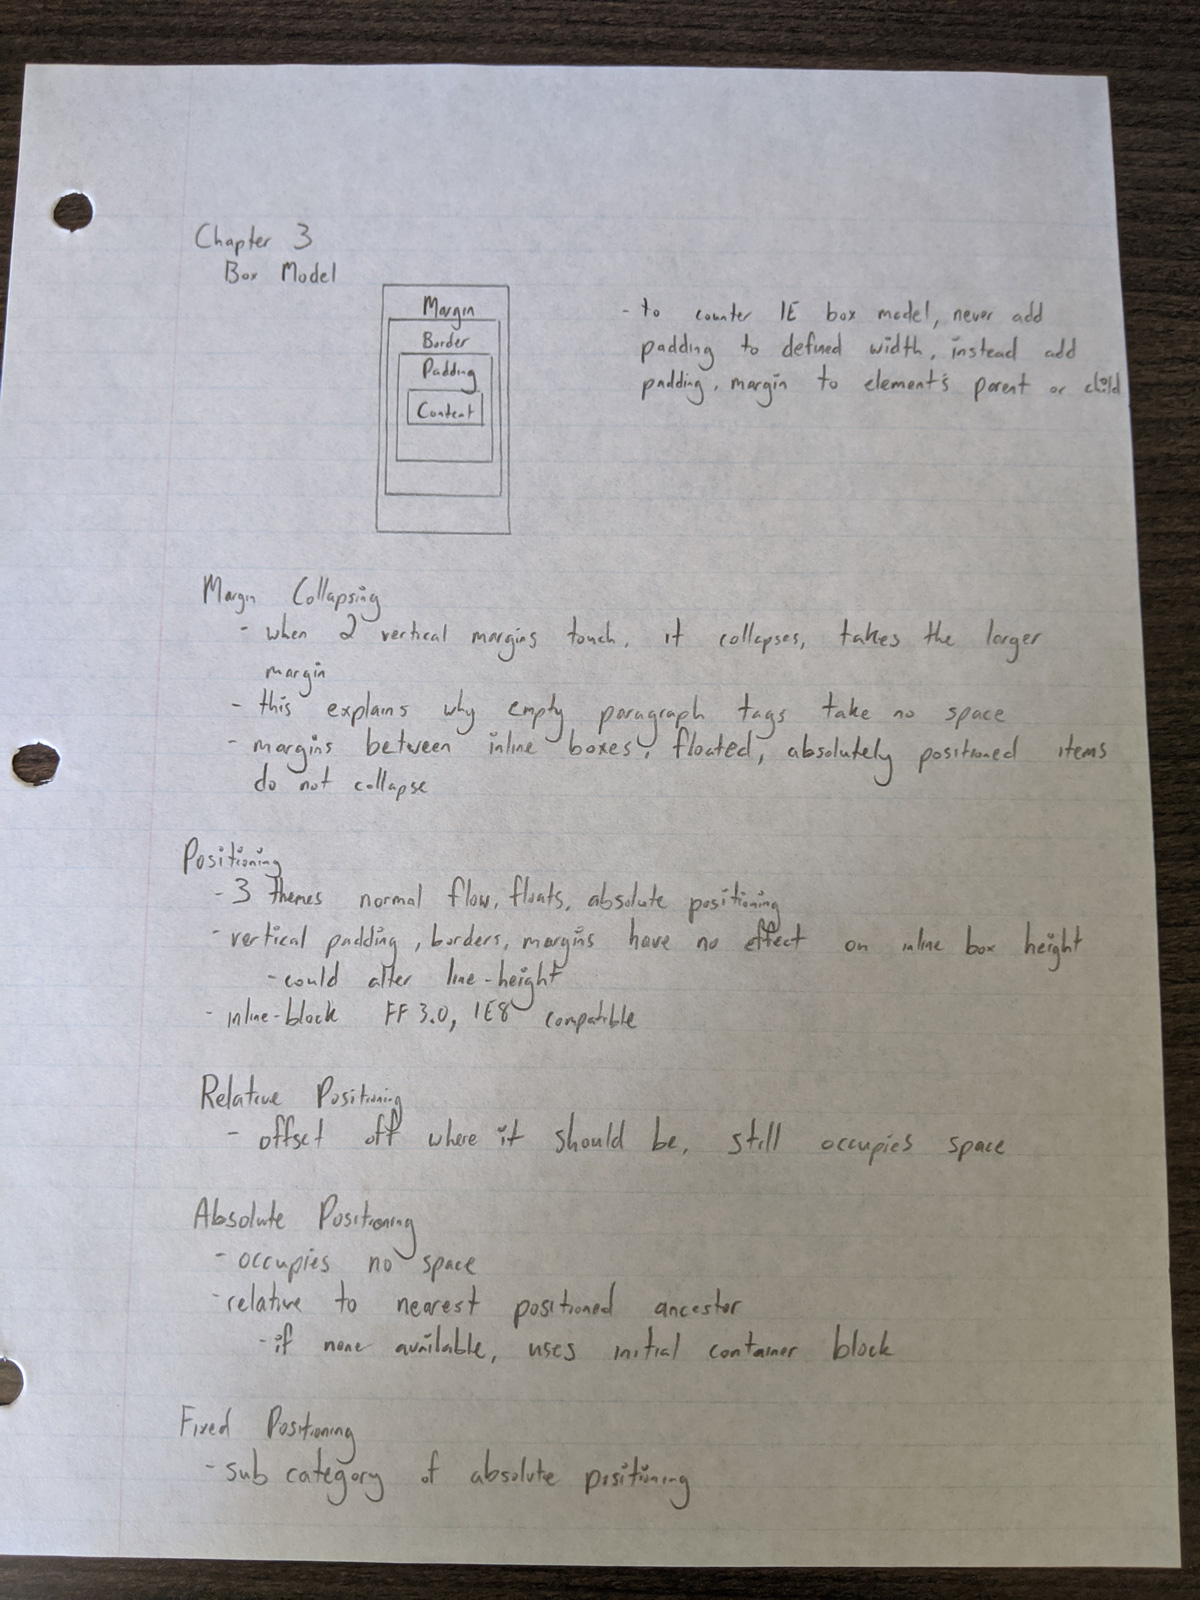 Chapter 3
Box Model
Margin
Border
Padding
Content
- to counter IE box model, never add
padding to defined width, instead add
padding, margin to element's parent or child
Margin Collapsing
- when 2 vertical margins touch, it collapses, takes the larger
margin
- this explains why empty paragraph tags take no space
- margins between inline boxes, floated, absolutely positioned items
do not collapse
Positioning
- 3 themes normal flow, floats, absolute positioning
- vertical padding, borders, margins have no effect on inline box height
- could alter line-height
- inline-block FF 3.0, IE8 compatible
Relative Positioning
- offset off where it should be, still occupies space
Absolute Positioning
- occupies no space
- relative to nearest positioned ancestor
- if none available, uses initial container block
Fixed Positioning
- sub category of absolute positioning